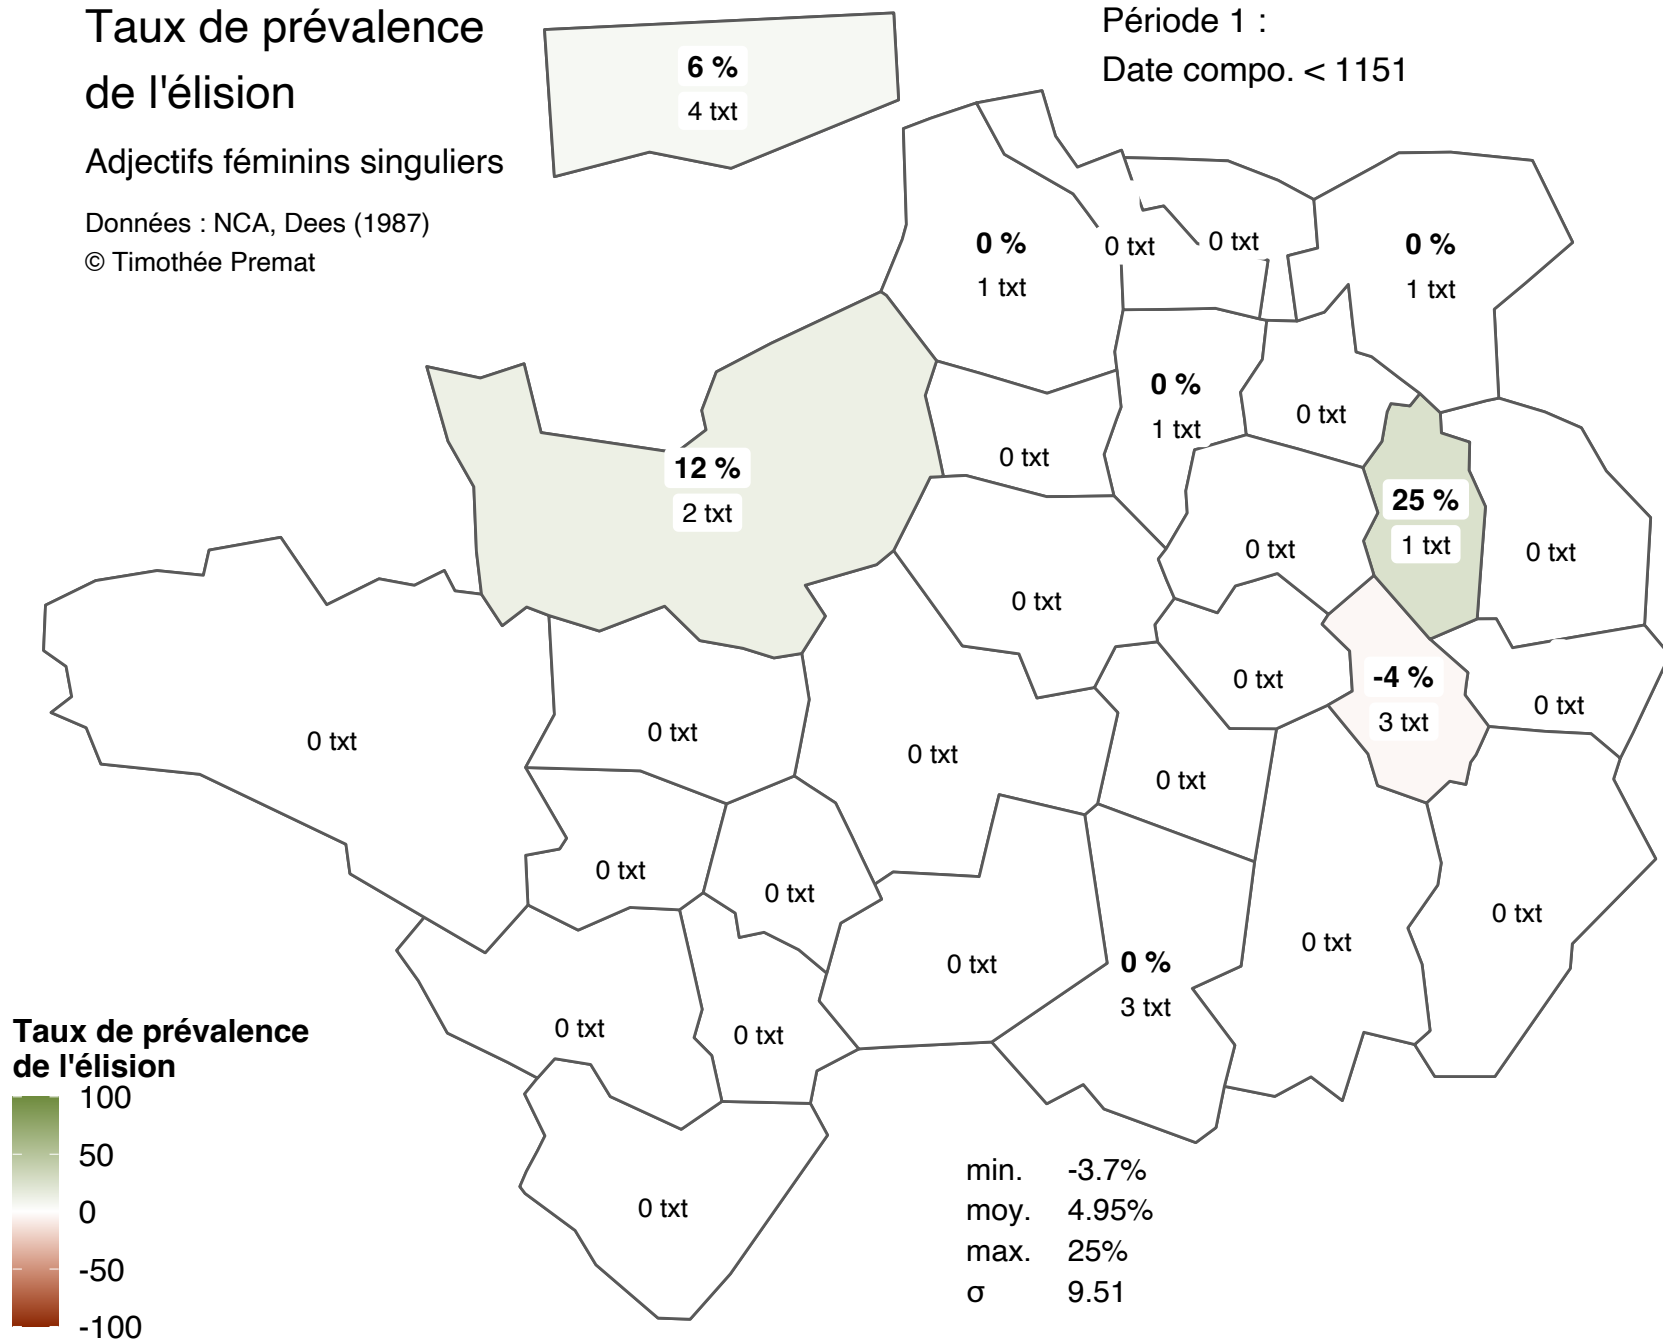 Taux de prévalence
de l'élision
Adjectifs féminins singuliers
Données : NCA, Dees (1987)
© Timothée Premat
Période 1 :
Date compo. < 1151
6 %
4 txt
0 %
1 txt
0 txt
0 txt
0 %
1 txt
0 %
1 txt
0 txt
0 txt
12 %
2 txt
25 %
1 txt
0 txt
0 txt
0 txt
0 txt
-4 %
3 txt
0 txt
0 txt
0 txt
0 txt
0 txt
0 txt
0 txt
0 txt
0 txt
0 %
3 txt
0 txt
0 txt
0 txt
0 txt
0 txt
Taux de prévalence
de l'élision
100
50
0
-50
-100
min. -3.7%
moy. 4.95%
max. 25%
σ 9.51